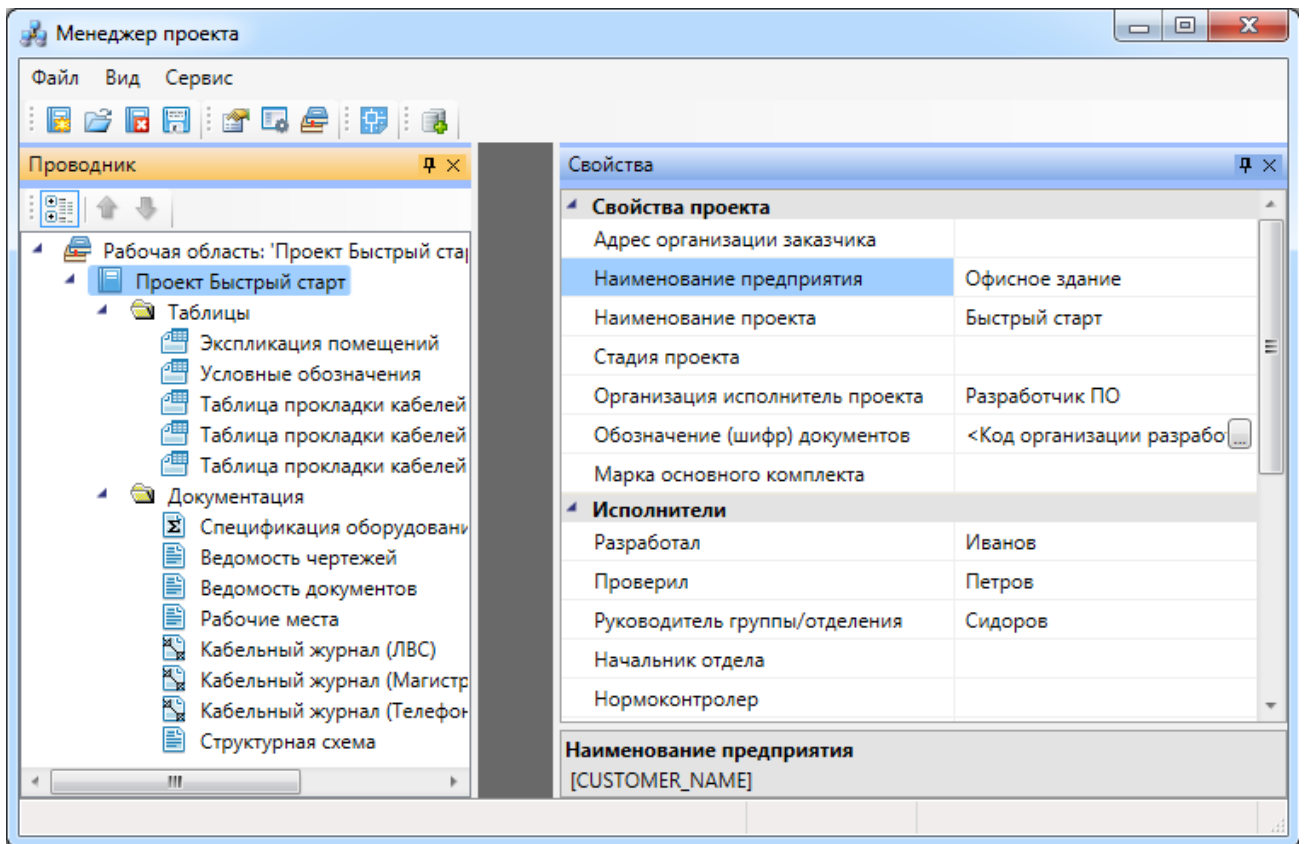 Менеджер проекта
Файл Вид Сервис
Проводник
Рабочая область: 'Проект Быстрый ста
Проект Быстрый старт
Таблицы
Экспликация помещений
Условные обозначения
Таблица прокладки кабелей
Таблица прокладки кабелей
Таблица прокладки кабелей
Документация
Спецификация оборудовани
Ведомость чертежей
Ведомость документов
Рабочие места
Кабельный журнал (ЛВС)
Кабельный журнал (Магистр
Кабельный журнал (Телефон
Структурная схема
Свойства
Свойства проекта
Адрес организации заказчика
Наименование предприятия Офисное здание
Наименование проекта Быстрый старт
Стадия проекта
Организация исполнитель проекта Разработчик ПО
Обозначение (шифр) документов <Код организации разработ ...
Марка основного комплекта
Исполнители
Разработал Иванов
Проверил Петров
Руководитель группы/отделения Сидоров
Начальник отдела
Нормоконтролер
Наименование предприятия
[CUSTOMER_NAME]